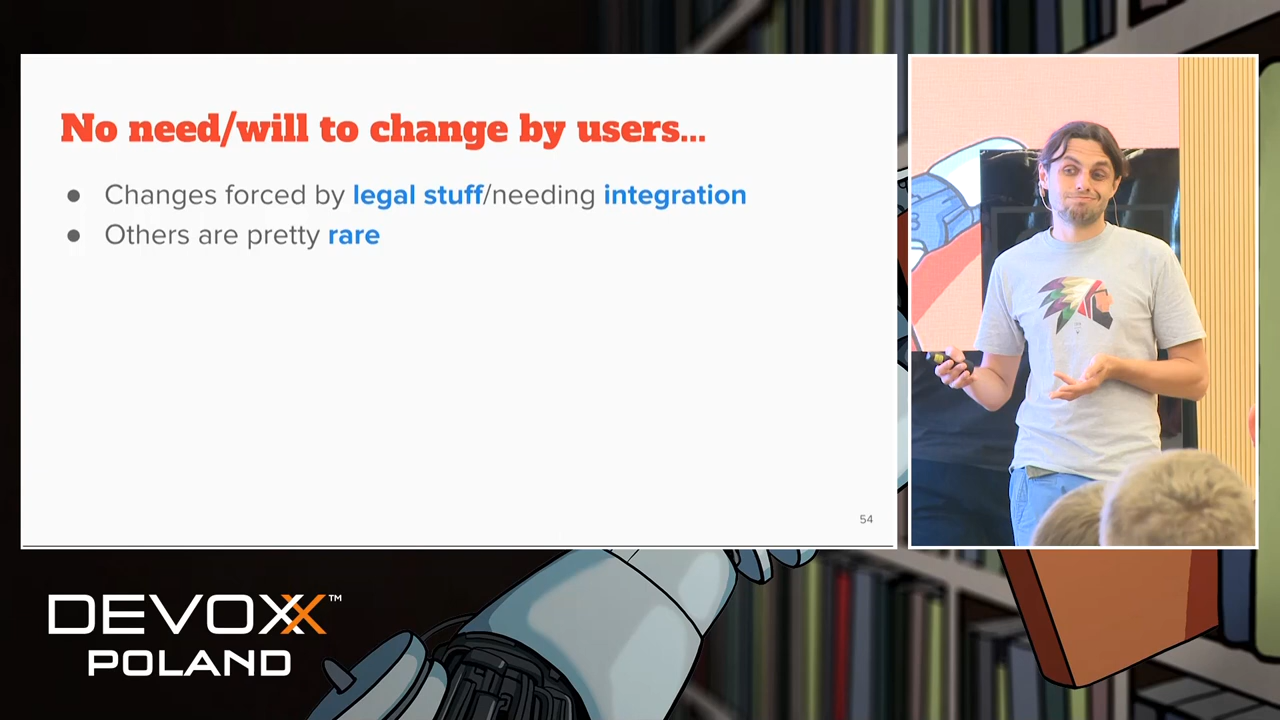 No need/will to change by users...
● Changes forced by legal stuff/needing integration
● Others are pretty rare
54
DEVOXX™
POLAND